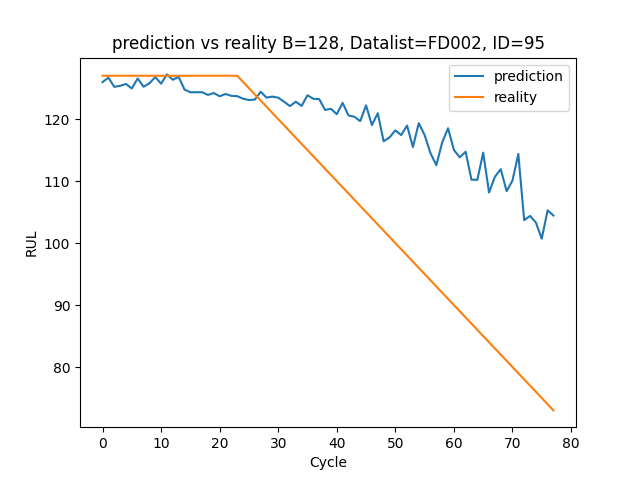 prediction vs reality B=128, Datalist=FD002, ID=95
prediction
reality
120
110
100
90
80
RUL
0 10 20 30 40 50 60 70 80
Cycle